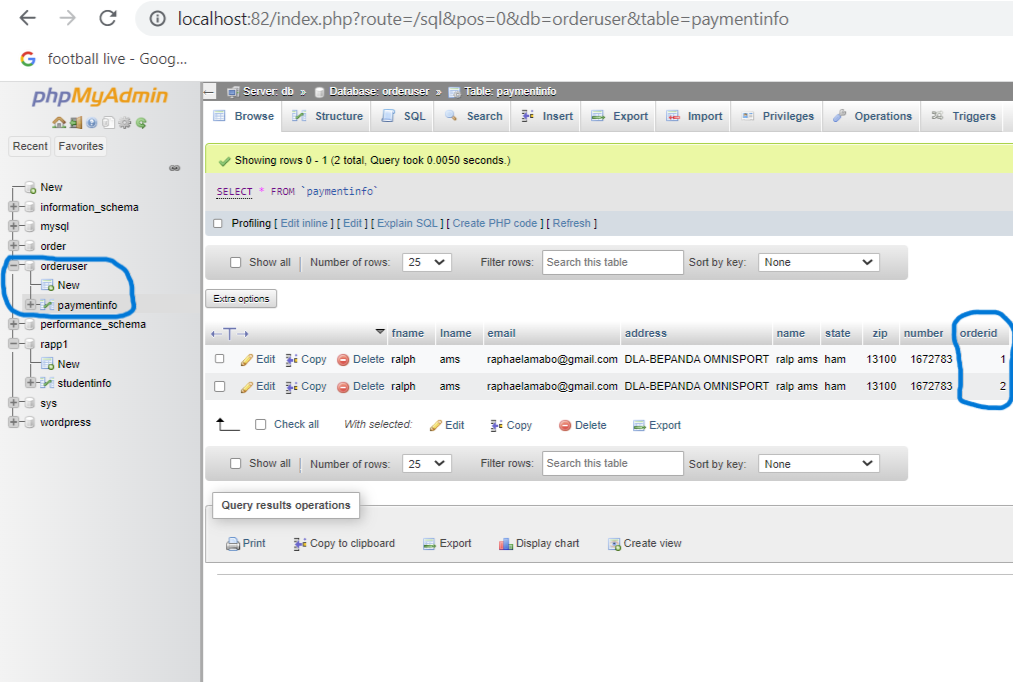 localhost:82/index.php?route=/sql&pos=0&db=orderuser&table=paymentinfo
football live - Goog...
phpMyAdmin
Recent Favorites
New
information_schema
mysql
order
orderuser
New
paymentinfo
performance_schema
rapp1
New
studentinfo
sys
wordpress
Server: db » Database: orderuser » Table: paymentinfo
Browse Structure SQL Search Insert Export Import Privileges Operations Triggers
Showing rows 0 - 1 (2 total, Query took 0.0050 seconds.)
SELECT * FROM `paymentinfo`
Profiling [ Edit inline ] [ Edit ] [ Explain SQL ] [ Create PHP code ] [ Refresh ]
Show all | Number of rows: 25 Filter rows: Search this table Sort by key: None
Extra options
←T→ fname lname email address name state zip number orderid
Edit Copy Delete ralph ams raphaelamabo@gmail.com DLA-BEPANDA OMNISPORT ralp ams ham 13100 1672783 1
Edit Copy Delete ralph ams raphaelamabo@gmail.com DLA-BEPANDA OMNISPORT ralp ams ham 13100 1672783 2
Check all With selected: Edit Copy Delete Export
Show all | Number of rows: 25 Filter rows: Search this table Sort by key: None
Query results operations
Print Copy to clipboard Export Display chart Create view